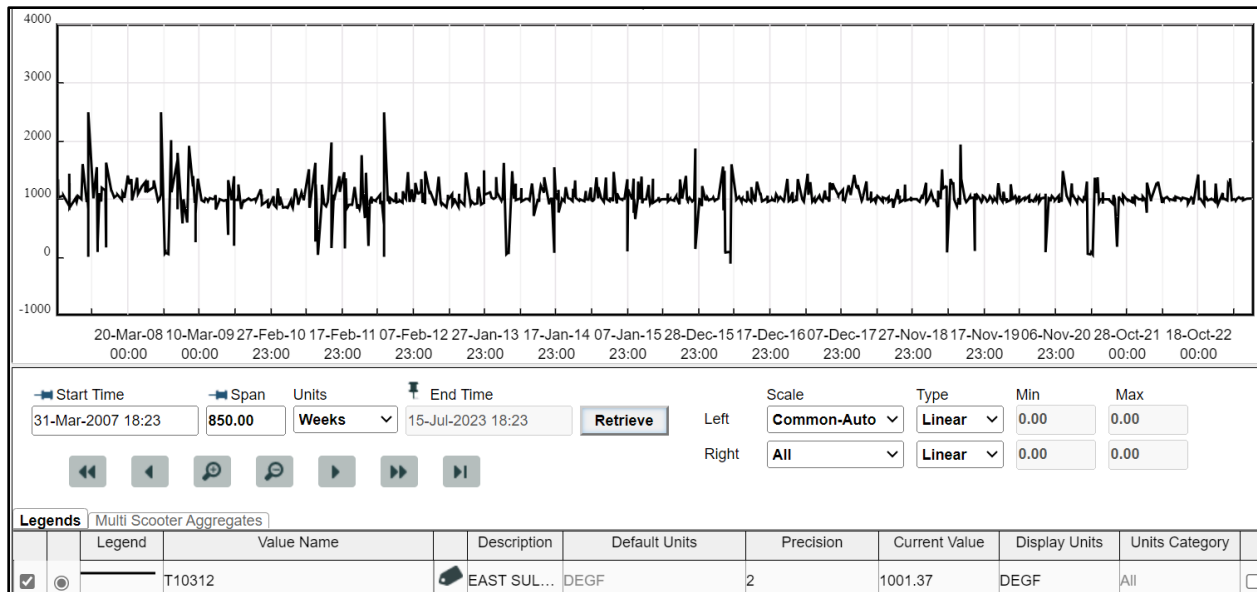 4000
3000
2000
1000
0
-1000
20-Mar-08 10-Mar-09 27-Feb-10 17-Feb-11 07-Feb-12 27-Jan-13 17-Jan-14 07-Jan-15 28-Dec-15 17-Dec-16 07-Dec-17 27-Nov-18 17-Nov-19 06-Nov-20 28-Oct-21 18-Oct-22
00:00 00:00 23:00 23:00 23:00 23:00 23:00 23:00 23:00 23:00 23:00 23:00 23:00 23:00 00:00 00:00
Start Time Span Units End Time Scale Type Min Max
31-Mar-2007 18:23 850.00 Weeks 15-Jul-2023 18:23 Retrieve Left Common-Auto Linear 0.00 0.00
Right All Linear 0.00 0.00
Legends Multi Scooter Aggregates
Legend Value Name Description Default Units Precision Current Value Display Units Units Category
T10312 EAST SUL... DEGF 2 1001.37 DEGF All